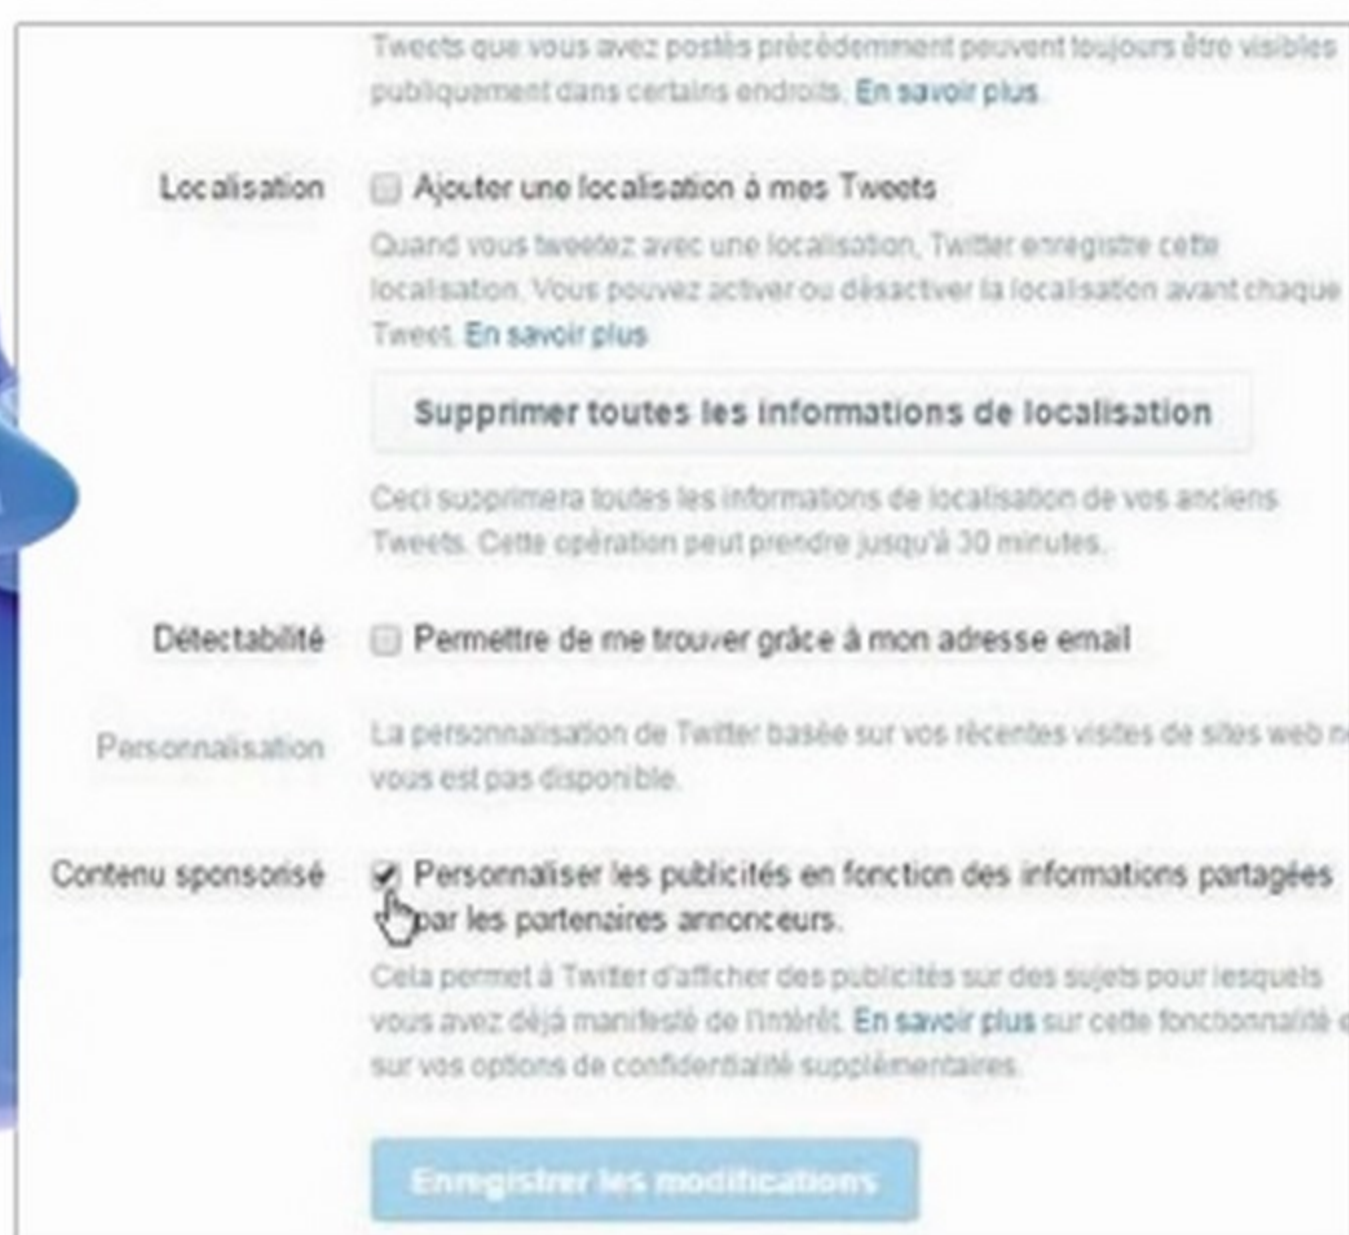 Tweets que vous avez postés précédemment peuvent toujours être visibles
publiquement dans certains endroits. En savoir plus.
Localisation
Ajouter une localisation à mes Tweets
Quand vous tweetez avec une localisation, Twitter enregistre cette
localisation. Vous pouvez activer ou désactiver la localisation avant chaque
Tweet. En savoir plus
Supprimer toutes les informations de localisation
Ceci supprimera toutes les informations de localisation de vos anciens
Tweets. Cette opération peut prendre jusqu'à 30 minutes.
Détectabilité
Permettre de me trouver grâce à mon adresse email
Personnalisation
La personnalisation de Twitter basée sur vos récentes visites de sites web
vous est pas disponible.
Contenu sponsorisé
Personnaliser les publicités en fonction des informations partagées
par les partenaires annonceurs.
Cela permet à Twitter d'afficher des publicités sur des sujets pour lesquels
vous avez déjà manifesté de l'intérêt. En savoir plus sur cette fonctionnalité
sur vos options de confidentialité supplémentaires.
Enregistrer les modifications